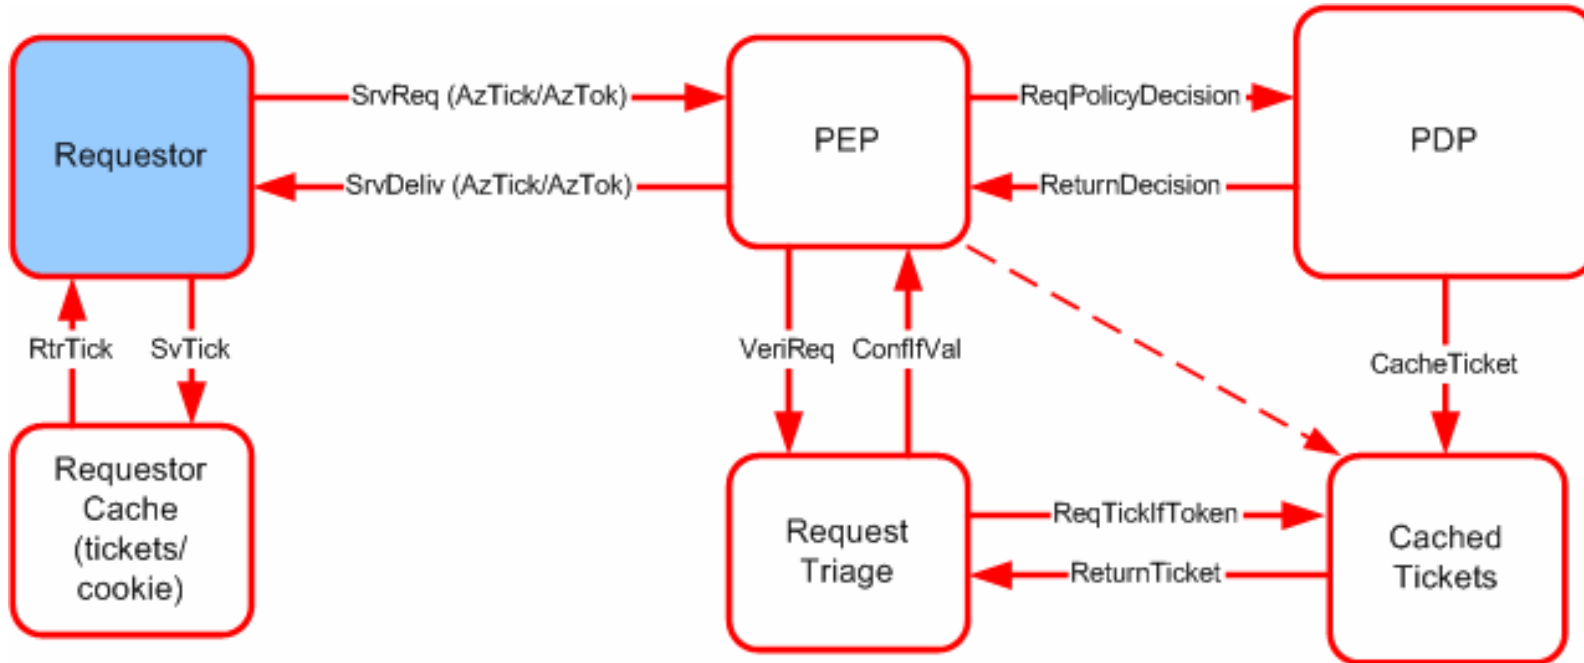 SrvReq (AzTick/AzTok)
ReqPolicyDecision
PEP
PDP
Requestor
SrvDeliv (AzTick/AzTok)
ReturnDecision
RtrTick
SvTick
VeriReq
ConfIfVal
CacheTicket
Requestor
Cache
(tickets/
cookie)
ReqTickIfToken
Request
Triage
Cached
Tickets
ReturnTicket